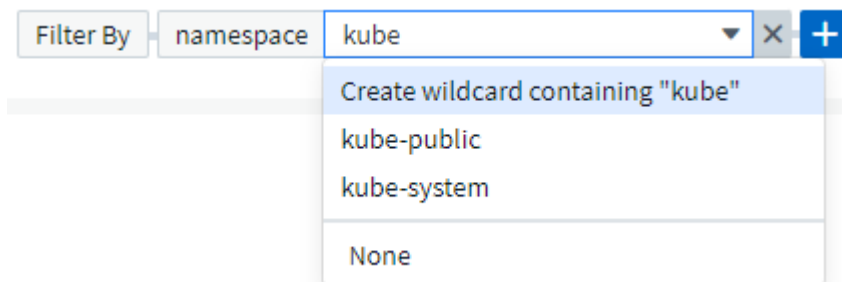 Filter By namespace kube
Create wildcard containing "kube"
kube-public
kube-system
None